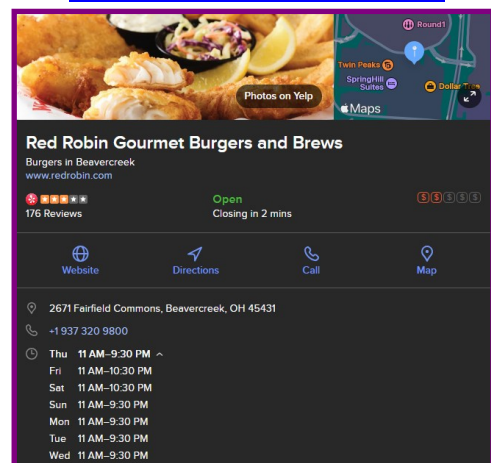 Round1
Twin Peaks
SpringHill
Suites
Dollar Tree
Photos on Yelp
Maps
Red Robin Gourmet Burgers and Brews
Burgers in Beavercreek
www.redrobin.com
Open
176 Reviews
Closing in 2 mins
$$$$$
Website
Directions
Call
Map
2671 Fairfield Commons, Beavercreek, OH 45431
+1 937 320 9800
Thu 11 AM–9:30 PM
Fri 11 AM–10:30 PM
Sat 11 AM–10:30 PM
Sun 11 AM–9:30 PM
Mon 11 AM–9:30 PM
Tue 11 AM–9:30 PM
Wed 11 AM–9:30 PM